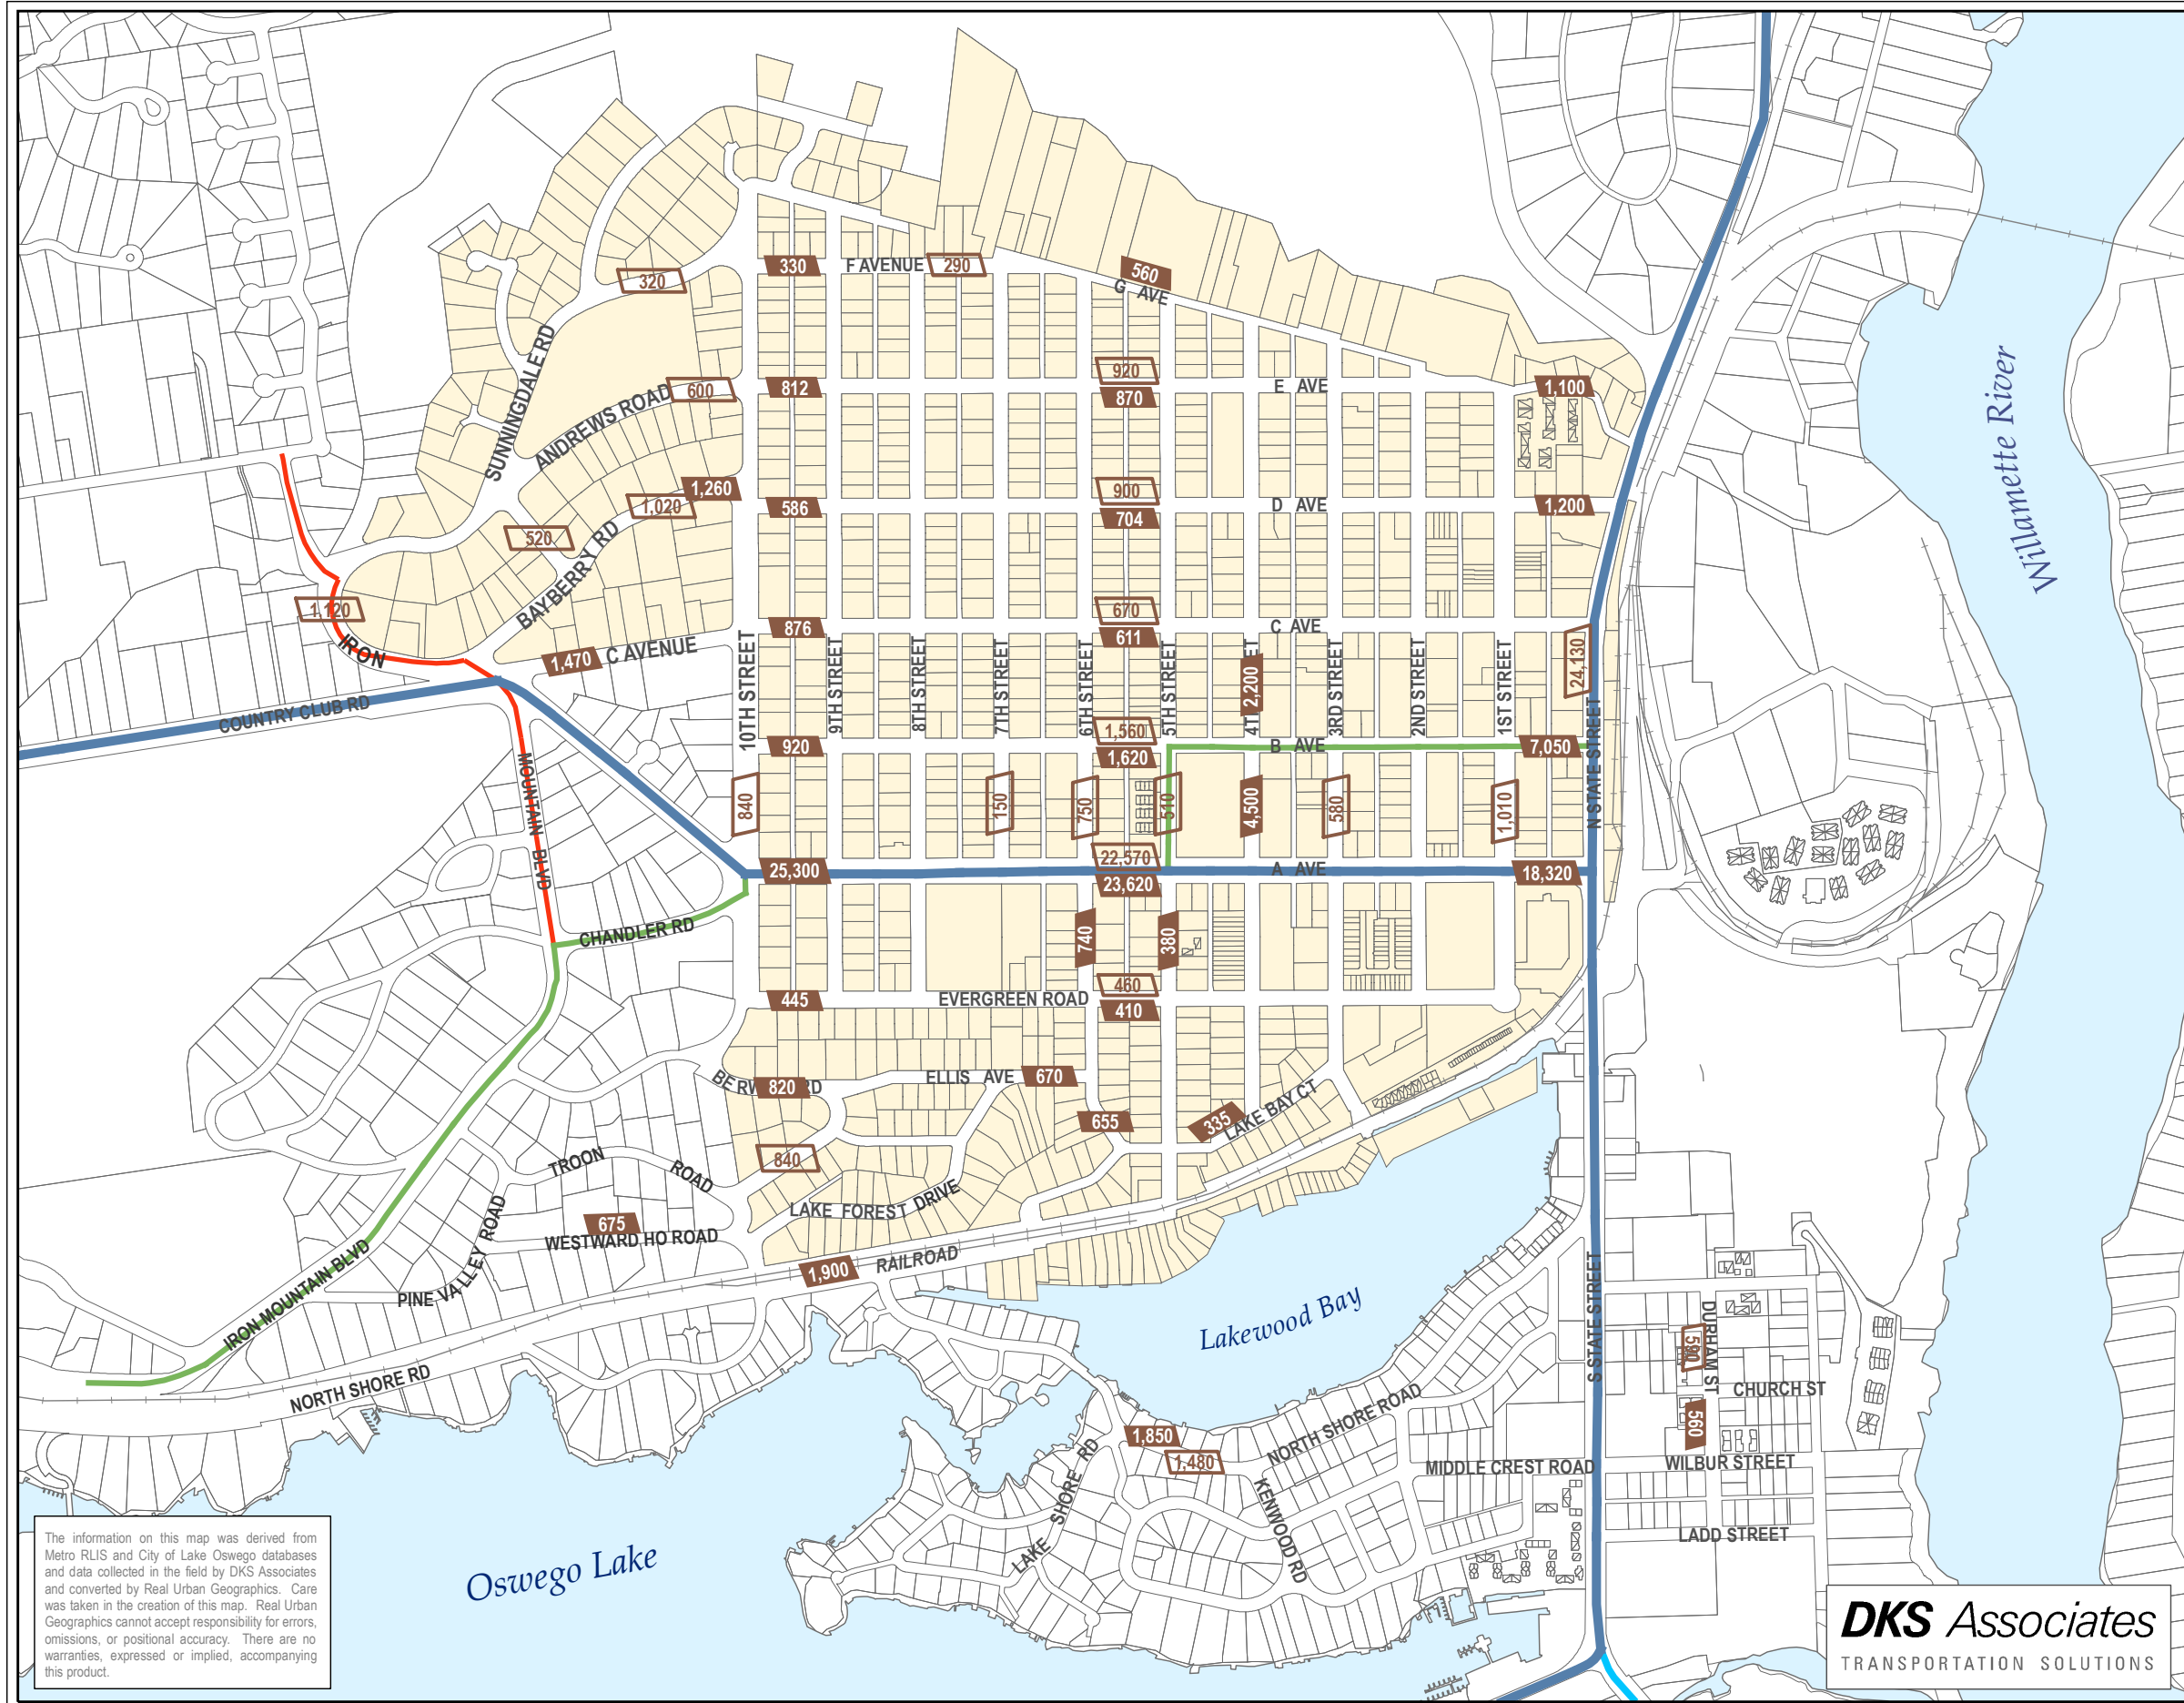 330
F AVENUE
290
560
G AVE
320
Willamette River
SUNNINGDALE RD
ANDREWS ROAD
600
812
920
870
E AVE
1,100
1,260
1,020
586
900
704
D AVE
1,200
520
BAYBERRY RD
1,120
IRON
1,470
C AVENUE
876
670
611
C AVE
24,130
COUNTRY CLUB RD
10TH STREET
9TH STREET
8TH STREET
7TH STREET
6TH STREET
5TH STREET
2,200
3RD STREET
2ND STREET
1ST STREET
N STATE STREET
920
1,560
1,620
B AVE
7,050
MOUNTAIN BLVD
840
150
750
510
4,500
580
1,010
25,300
22,570
23,620
A AVE
18,320
CHANDLER RD
740
380
445
EVERGREEN ROAD
460
410
820
ELLIS AVE
670
655
335
LAKE BAY CT
840
TROON ROAD
LAKE FOREST DRIVE
675
WESTWARD HO ROAD
PINE VALLEY ROAD
IRON MOUNTAIN BLVD
1,900
RAILROAD
NORTH SHORE RD
Lakewood Bay
S STATE STREET
590
DURHAM ST
CHURCH ST
560
WILBUR STREET
LADD STREET
1,850
1,480
NORTH SHORE ROAD
MIDDLE CREST ROAD
LAKE SHORE RD
KENWOOD RD
Oswego Lake
The information on this map was derived from
Metro RLIS and City of Lake Oswego databases
and data collected in the field by DKS Associates
and converted by Real Urban Geographics. Care
was taken in the creation of this map. Real Urban
Geographics cannot accept responsibility for errors,
omissions, or positional accuracy. There are no
warranties, expressed or implied, accompanying
this product.
DKS Associates
TRANSPORTATION SOLUTIONS